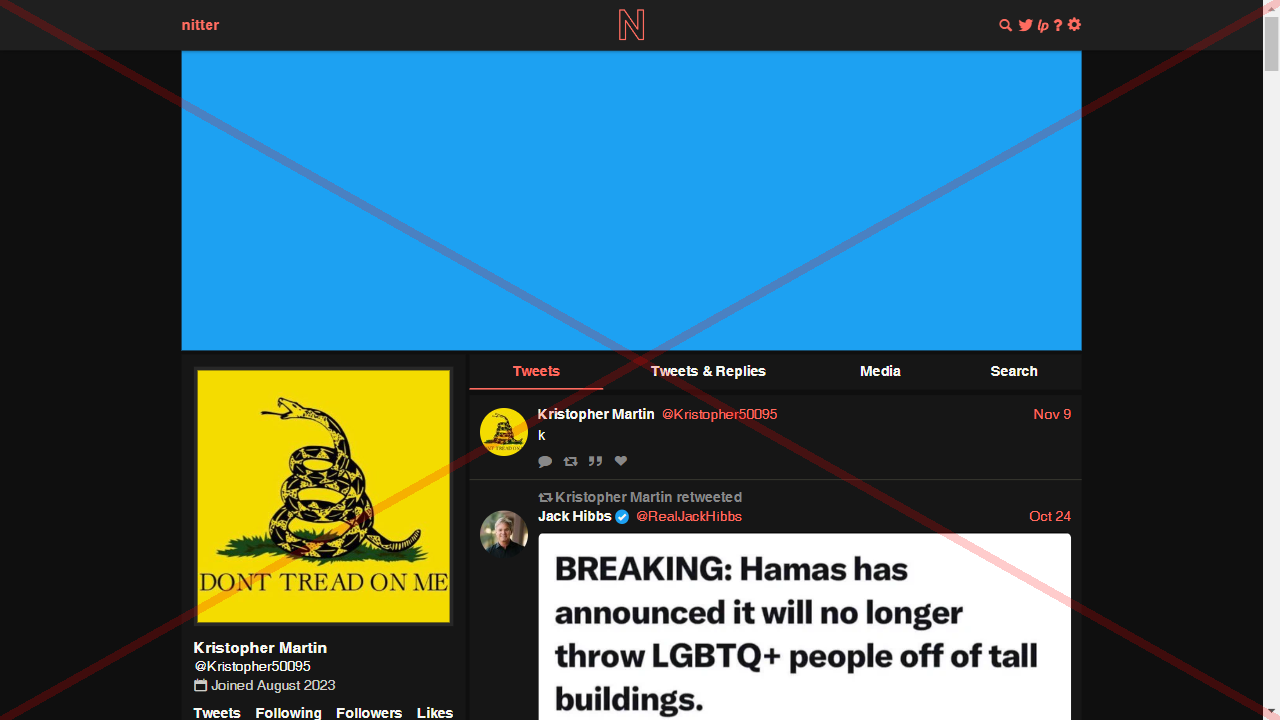 nitter
N
lp ?
Tweets Tweets & Replies Media Search
DONT TREAD ON ME
Kristopher Martin
@Kristopher50095
Joined August 2023
Tweets Following Followers Likes
Kristopher Martin @Kristopher50095 Nov 9
k
Kristopher Martin retweeted
Jack Hibbs @RealJackHibbs Oct 24
BREAKING: Hamas has
announced it will no longer
throw LGBTQ+ people off of tall
buildings.